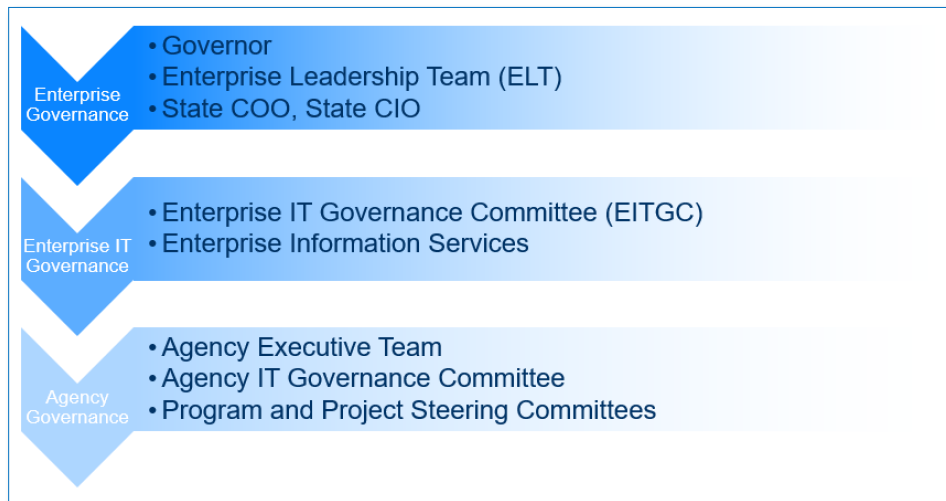 Enterprise
Governance
• Governor
• Enterprise Leadership Team (ELT)
• State COO, State CIO
Enterprise IT
Governance
• Enterprise IT Governance Committee (EITGC)
• Enterprise Information Services
Agency
Governance
• Agency Executive Team
• Agency IT Governance Committee
• Program and Project Steering Committees